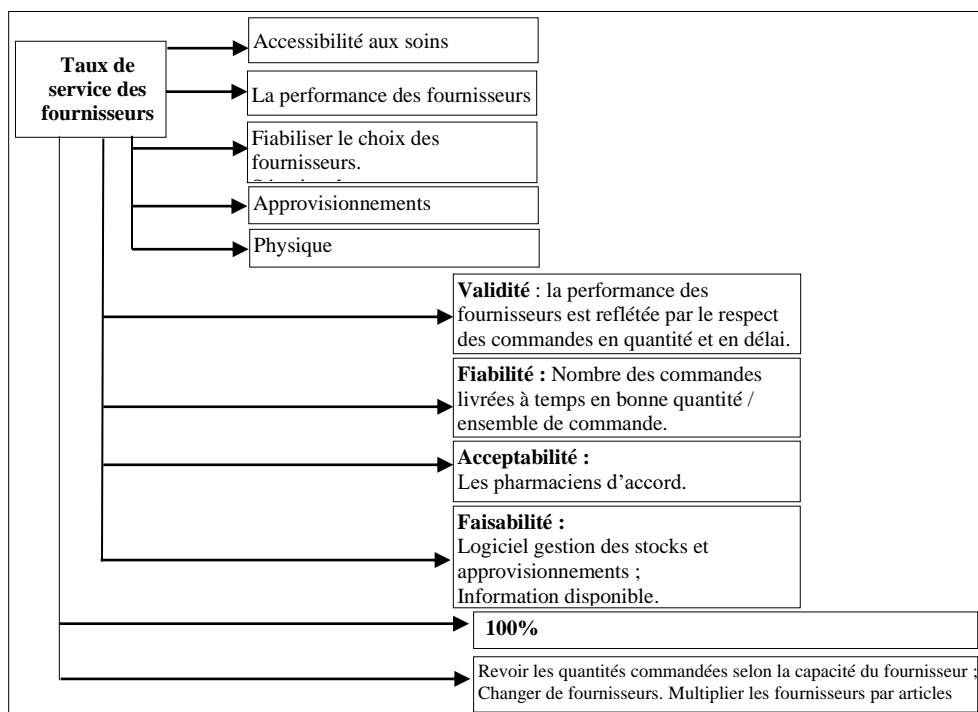 Taux de
service des
fournisseurs
Accessibilité aux soins
La performance des fournisseurs
Fiabiliser le choix des
fournisseurs.
Approvisionnements
Physique
Validité : la performance des
fournisseurs est reflétée par le respect
des commandes en quantité et en délai.
Fiabilité : Nombre des commandes
livrées à temps en bonne quantité /
ensemble de commande.
Acceptabilité :
Les pharmaciens d’accord.
Faisabilité :
Logiciel gestion des stocks et
approvisionnements ;
Information disponible.
100%
Revoir les quantités commandées selon la capacité du fournisseur ;
Changer de fournisseurs. Multiplier les fournisseurs par articles